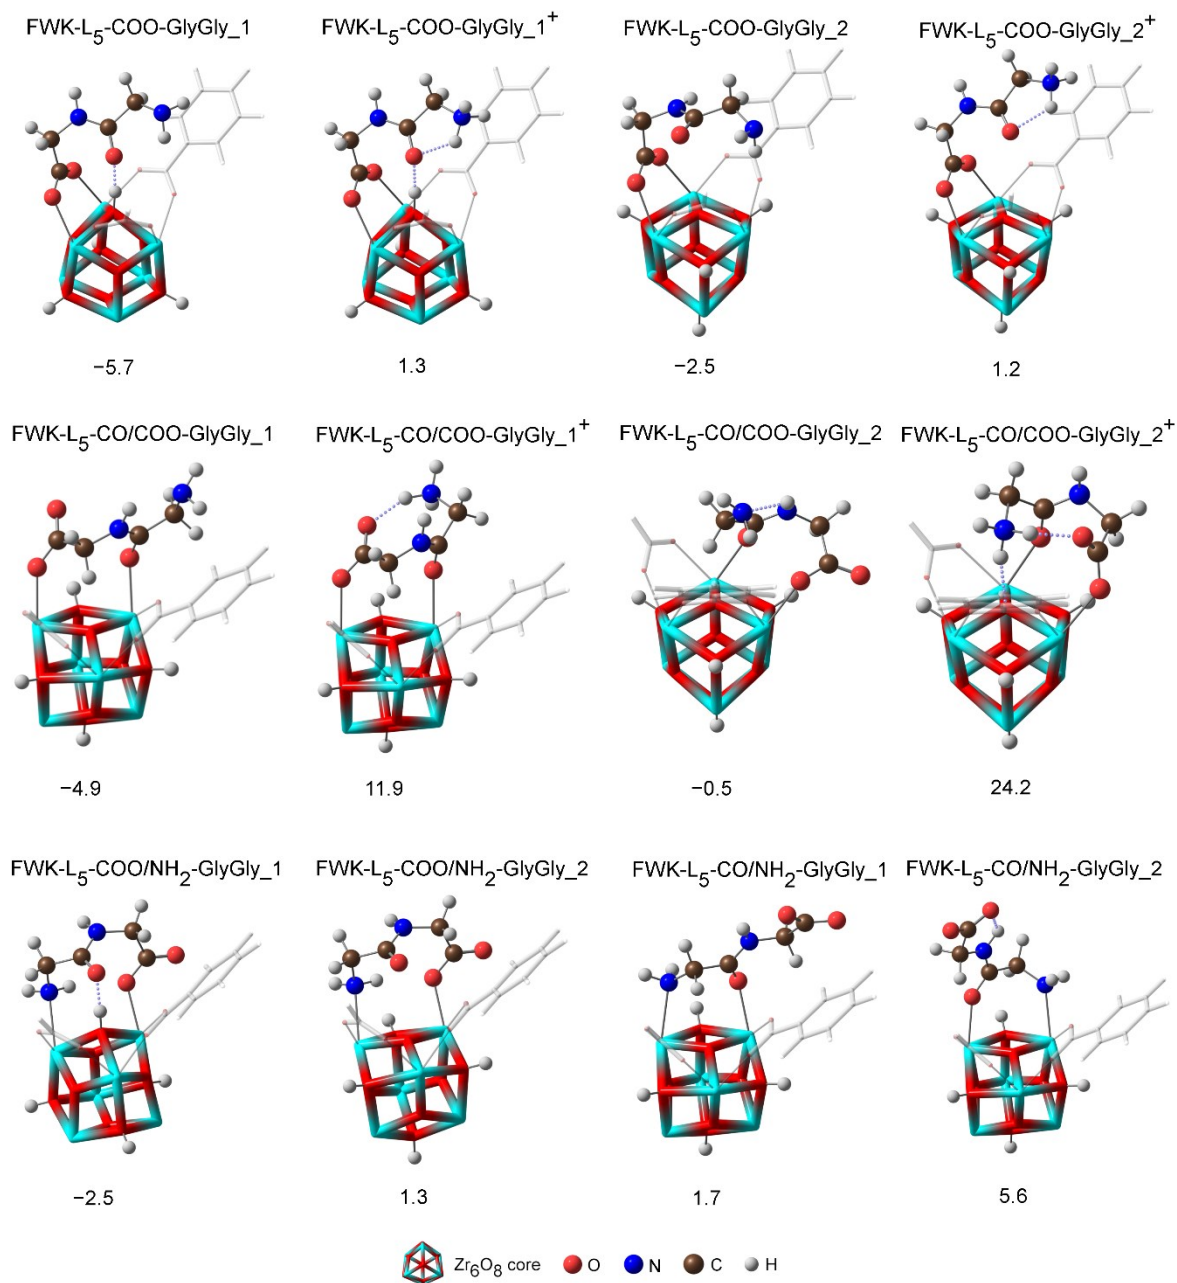 FWK-L5-COO-GlyGly_1 FWK-L5-COO-GlyGly_1+ FWK-L5-COO-GlyGly_2 FWK-L5-COO-GlyGly_2+
−5.7 1.3 −2.5 1.2
FWK-L5-CO/COO-GlyGly_1 FWK-L5-CO/COO-GlyGly_1+ FWK-L5-CO/COO-GlyGly_2 FWK-L5-CO/COO-GlyGly_2+
−4.9 11.9 −0.5 24.2
FWK-L5-COO/NH2-GlyGly_1 FWK-L5-COO/NH2-GlyGly_2 FWK-L5-CO/NH2-GlyGly_1 FWK-L5-CO/NH2-GlyGly_2
−2.5 1.3 1.7 5.6
Zr6O8 core O N C H